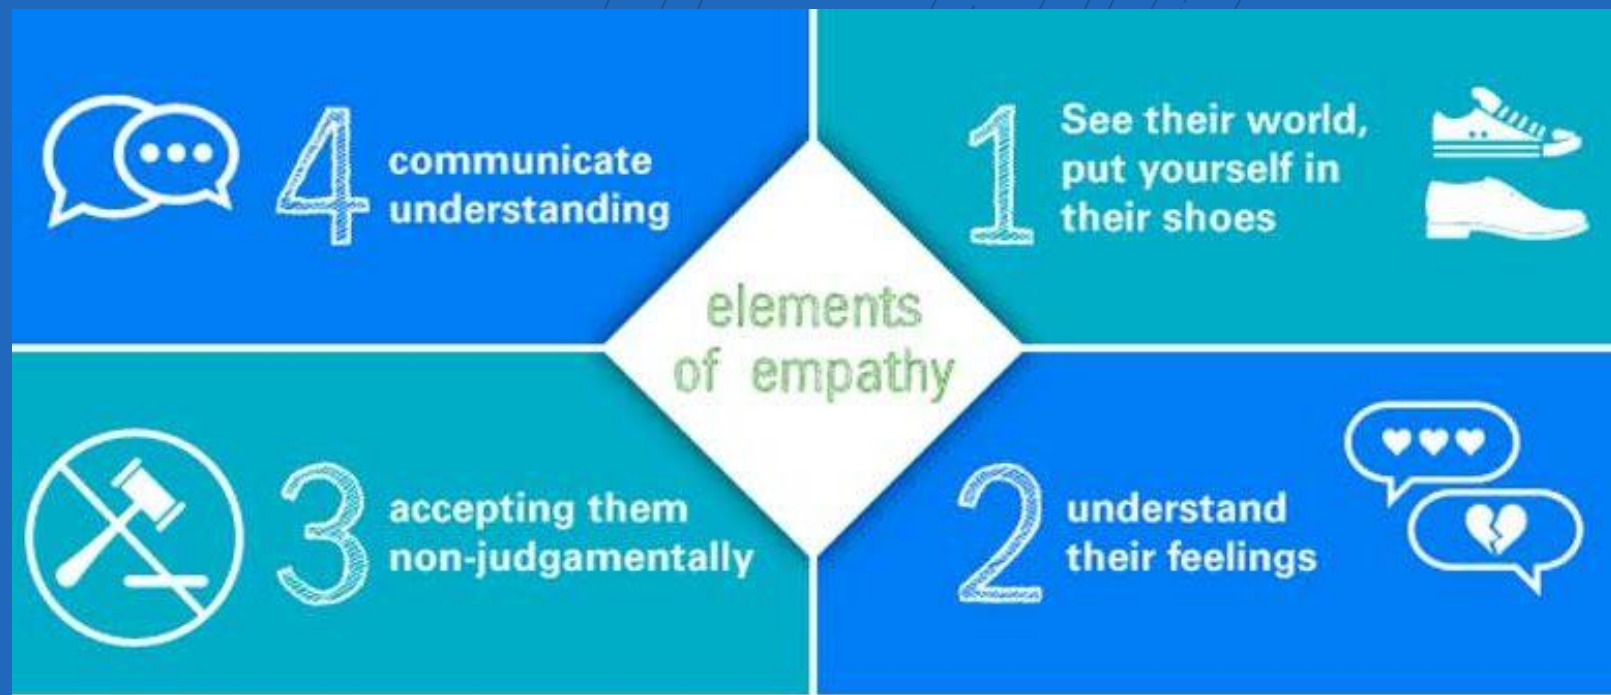 elements
of empathy
1
See their world,
put yourself in
their shoes
2
understand
their feelings
3
accepting them
non-judgamentally
4
communicate
understanding